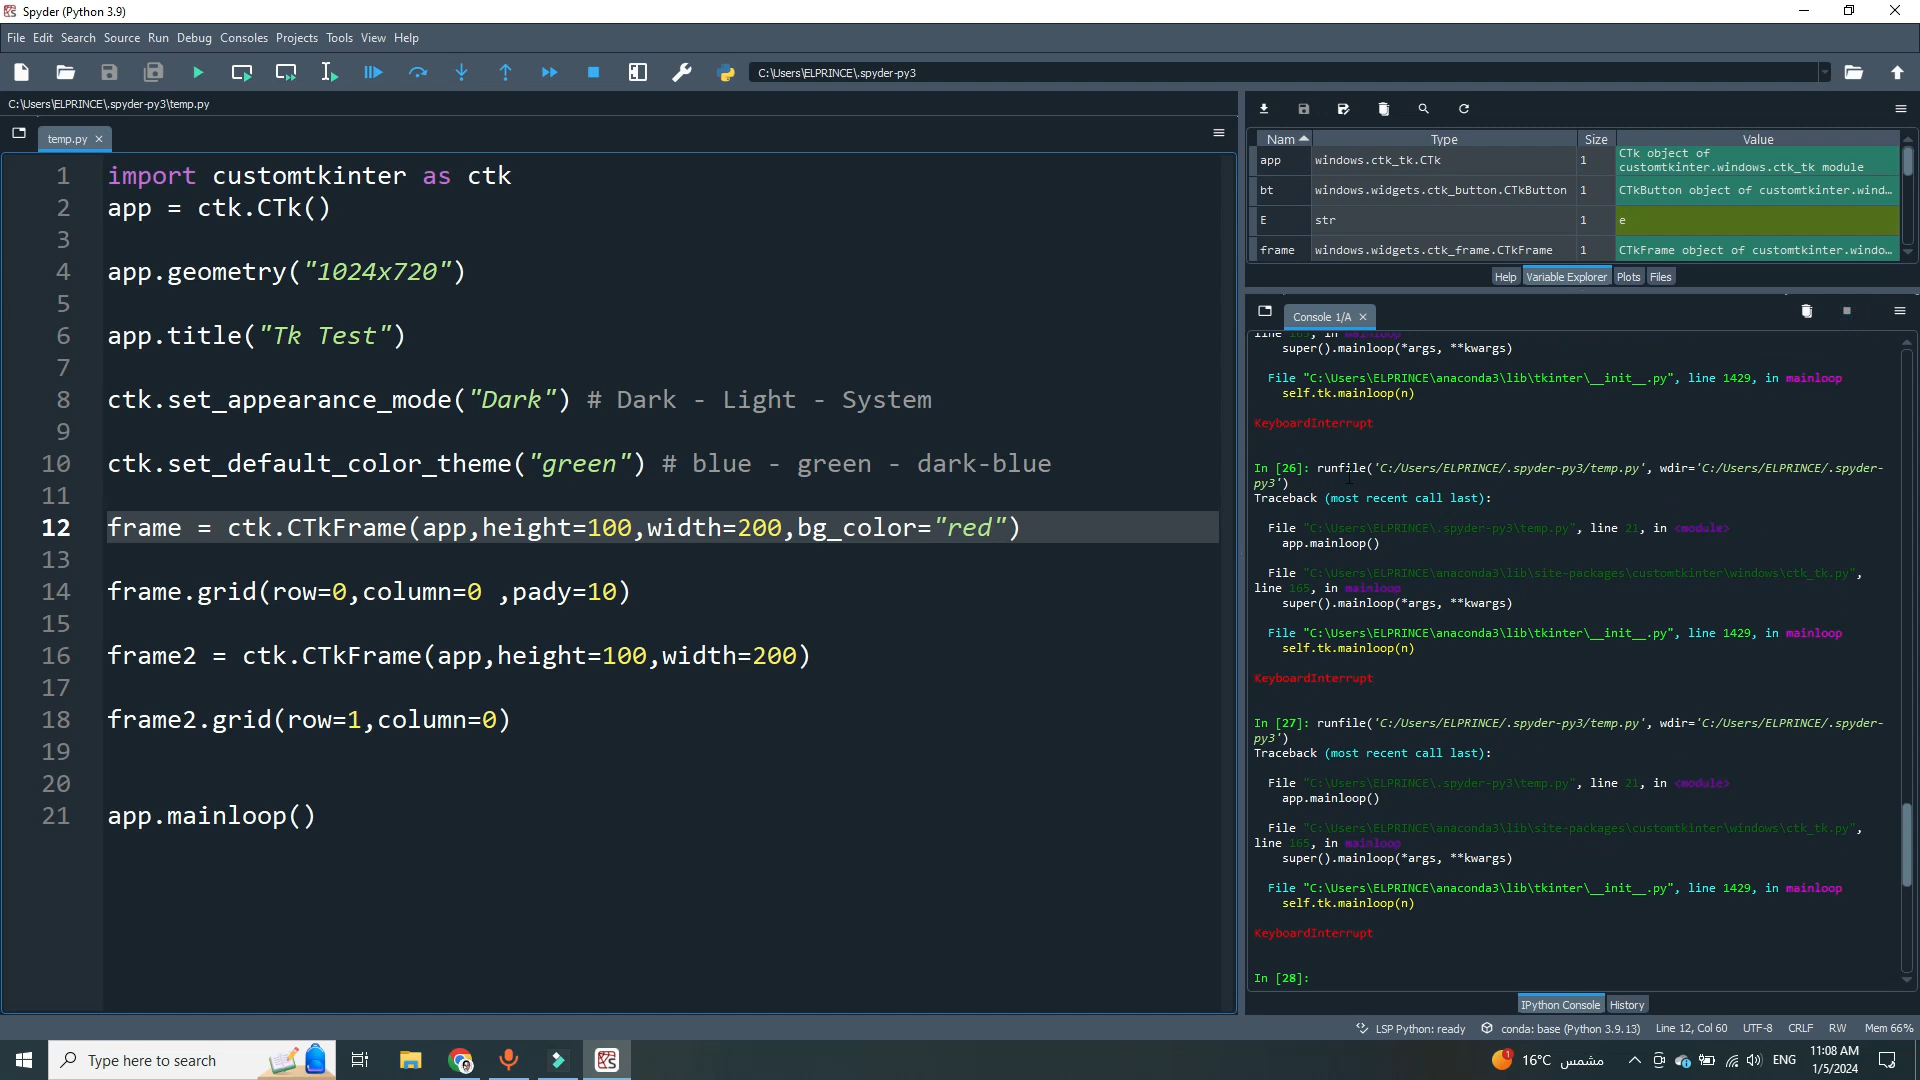 Spyder (Python 3.9)
File Edit Search Source Run Debug Consoles Projects Tools View Help
C:\Users\ELPRINCE\.spyder-py3
C:\Users\ELPRINCE\.spyder-py3\temp.py
temp.py
1 import customtkinter as ctk
2 app = ctk.CTk()
3
4 app.geometry("1024x720")
5
6 app.title("Tk Test")
7
8 ctk.set_appearance_mode("Dark") # Dark - Light - System
9
10 ctk.set_default_color_theme("green") # blue - green - dark-blue
11
12 frame = ctk.CTkFrame(app,height=100,width=200,bg_color="red")
13
14 frame.grid(row=0,column=0 ,pady=10)
15
16 frame2 = ctk.CTkFrame(app,height=100,width=200)
17
18 frame2.grid(row=1,column=0)
19
20
21 app.mainloop()
Nam Type Size Value
app windows.ctk_tk.CTk 1 CTk object of customtkinter.windows.ctk_tk module
bt windows.widgets.ctk_button.CTkButton 1 CTkButton object of customtkinter.wind...
E str 1 e
frame windows.widgets.ctk_frame.CTkFrame 1 CTkFrame object of customtkinter.windo...
Help Variable Explorer Plots Files
Console 1/A
line 165, in mainloop
super().mainloop(*args, **kwargs)
File "C:\Users\ELPRINCE\anaconda3\lib\tkinter\__init__.py", line 1429, in mainloop
self.tk.mainloop(n)
KeyboardInterrupt
In [26]: runfile('C:/Users/ELPRINCE/.spyder-py3/temp.py', wdir='C:/Users/ELPRINCE/.spyder-
py3')
Traceback (most recent call last):
File "C:\Users\ELPRINCE\.spyder-py3\temp.py", line 21, in <module>
app.mainloop()
File "C:\Users\ELPRINCE\anaconda3\lib\site-packages\customtkinter\windows\ctk_tk.py",
line 165, in mainloop
super().mainloop(*args, **kwargs)
File "C:\Users\ELPRINCE\anaconda3\lib\tkinter\__init__.py", line 1429, in mainloop
self.tk.mainloop(n)
KeyboardInterrupt
In [27]: runfile('C:/Users/ELPRINCE/.spyder-py3/temp.py', wdir='C:/Users/ELPRINCE/.spyder-
py3')
Traceback (most recent call last):
File "C:\Users\ELPRINCE\.spyder-py3\temp.py", line 21, in <module>
app.mainloop()
File "C:\Users\ELPRINCE\anaconda3\lib\site-packages\customtkinter\windows\ctk_tk.py",
line 165, in mainloop
super().mainloop(*args, **kwargs)
File "C:\Users\ELPRINCE\anaconda3\lib\tkinter\__init__.py", line 1429, in mainloop
self.tk.mainloop(n)
KeyboardInterrupt
In [28]:
IPython Console History
LSP Python: ready conda: base (Python 3.9.13) Line 12, Col 60 UTF-8 CRLF RW Mem 66%
Type here to search
1
16°C مشمس
ENG
11:08 AM
1/5/2024